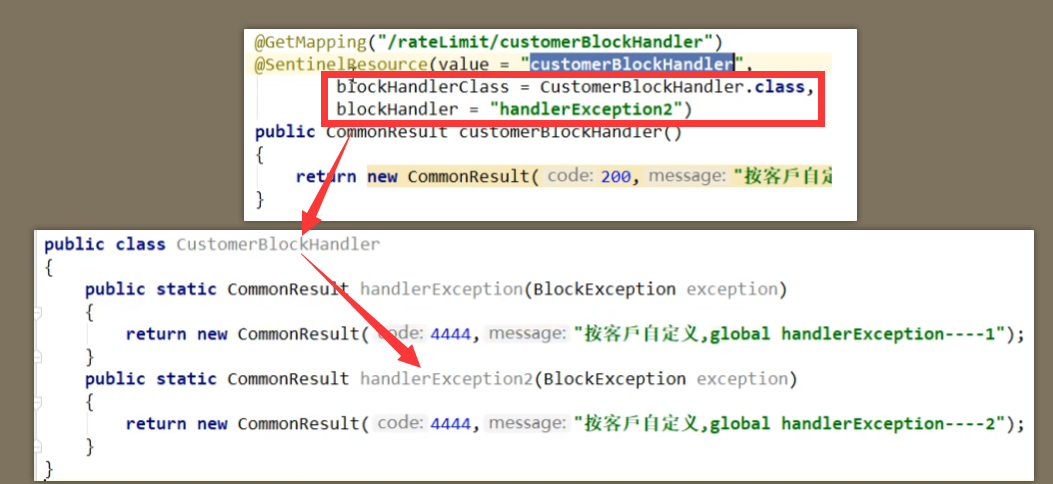 @GetMapping("/rateLimit/customerBlockHandler")
@SentinelResource(value = "customerBlockHandler",
blockHandlerClass = CustomerBlockHandler.class,
blockHandler = "handlerException2")
public CommonResult customerBlockHandler()
{
return new CommonResult( code: 200, message: "按客戶自定
}
public class CustomerBlockHandler
{
public static CommonResult handlerException(BlockException exception)
{
return new CommonResult( code: 4444, message: "按客戶自定义,global handlerException----1");
}
public static CommonResult handlerException2(BlockException exception)
{
return new CommonResult( code: 4444, message: "按客戶自定义,global handlerException----2");
}
}